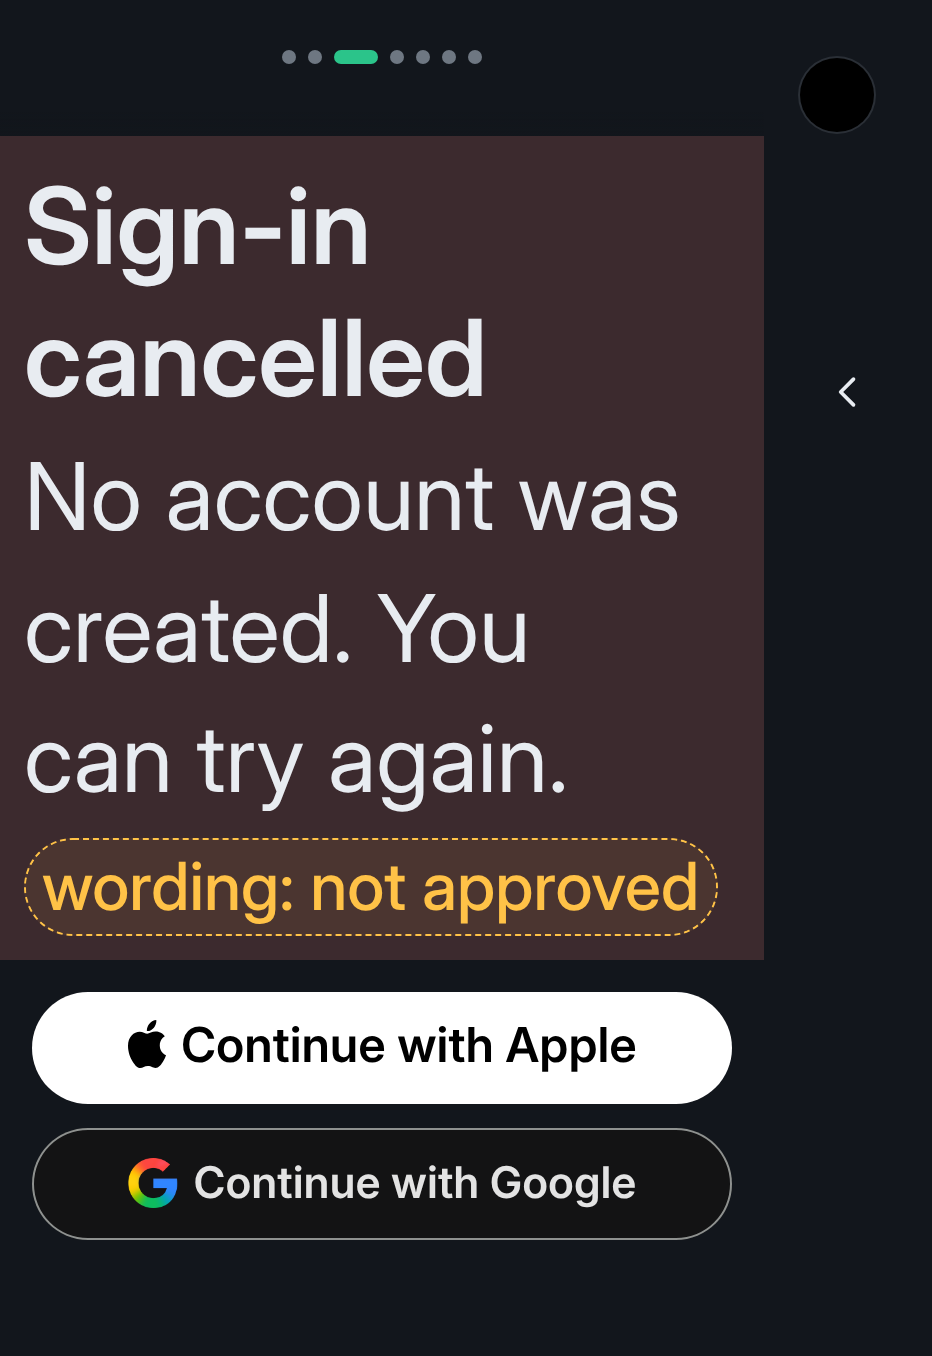 Sign-in
cancelled
No account was
created. You
can try again.
wording: not approved
Continue with Apple
Continue with Google